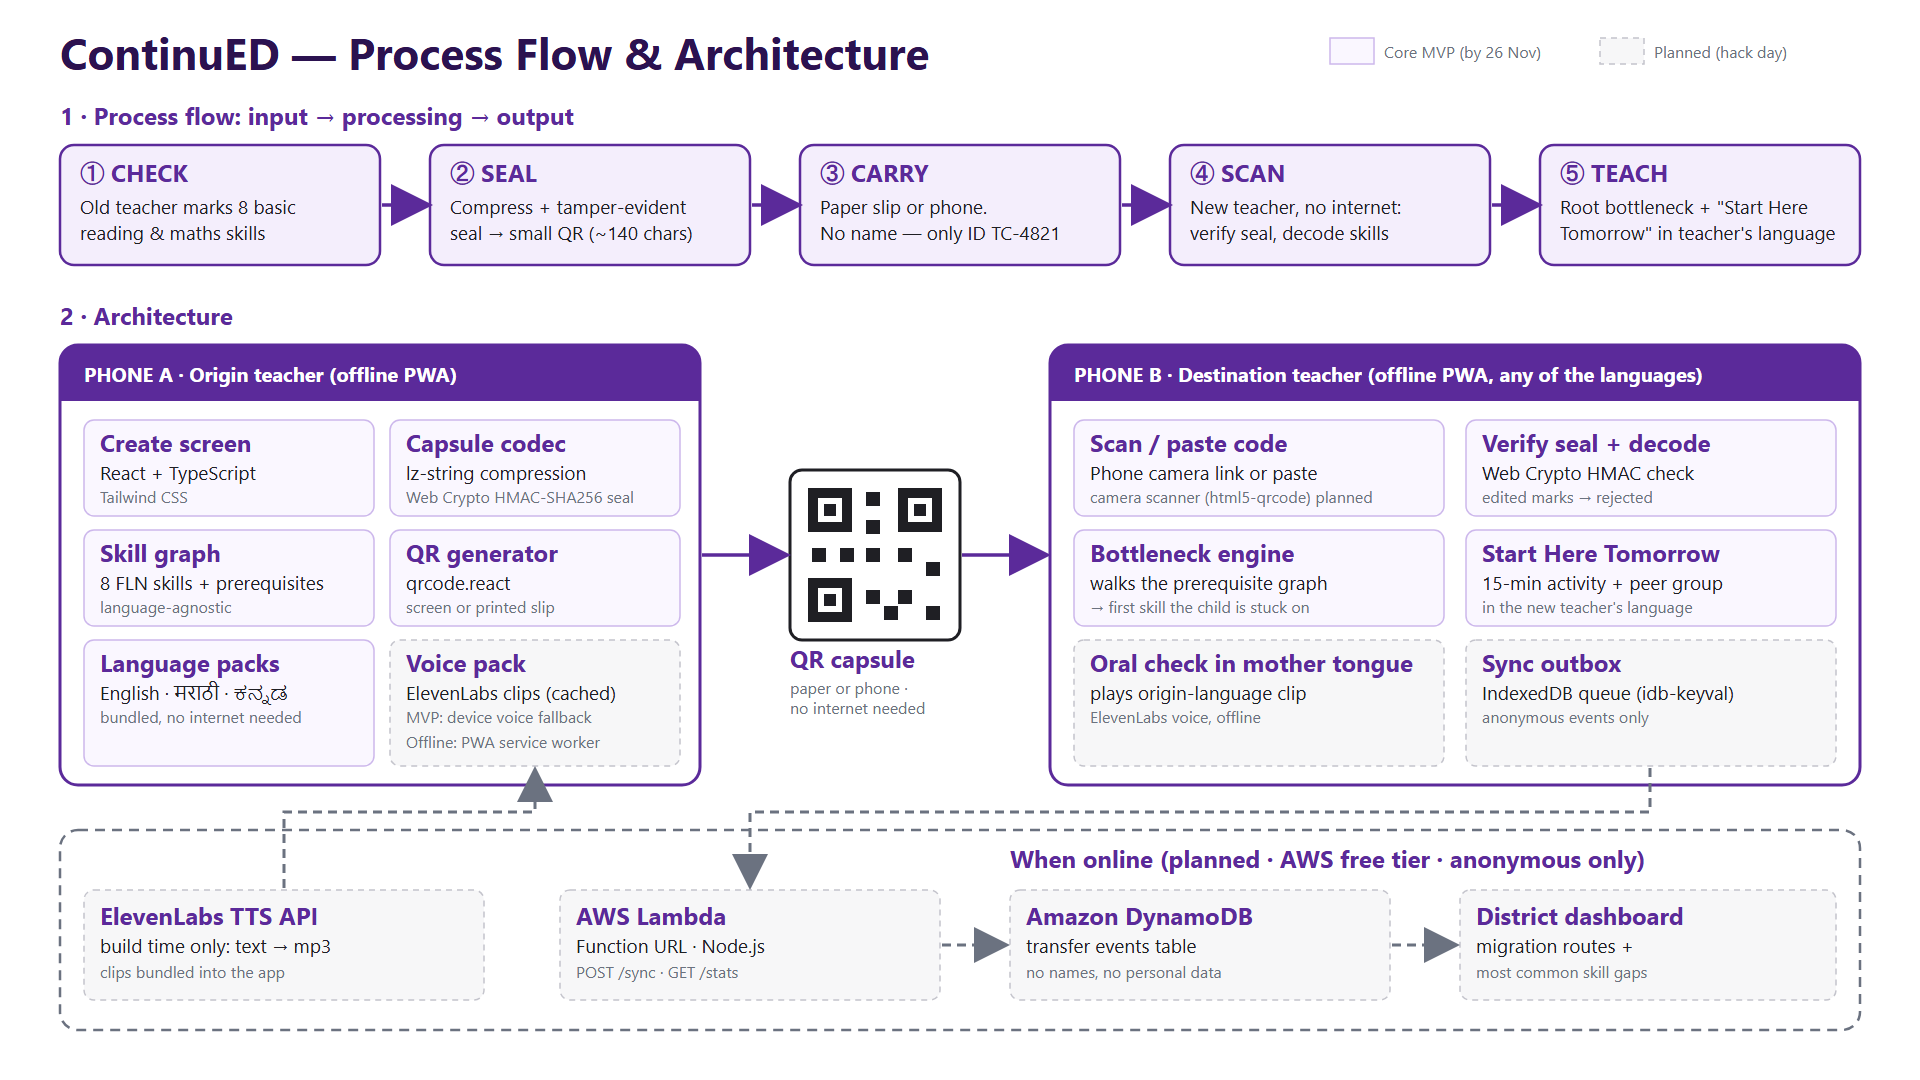 ContinuED — Process Flow & Architecture
Core MVP (by 26 Nov)
Planned (hack day)
1 · Process flow: input → processing → output
① CHECK
Old teacher marks 8 basic
reading & maths skills
② SEAL
Compress + tamper-evident
seal → small QR (~140 chars)
③ CARRY
Paper slip or phone.
No name — only ID TC-4821
④ SCAN
New teacher, no internet:
verify seal, decode skills
⑤ TEACH
Root bottleneck + "Start Here
Tomorrow" in teacher's language
2 · Architecture
PHONE A · Origin teacher (offline PWA)
Create screen
React + TypeScript
Tailwind CSS
Capsule codec
lz-string compression
Web Crypto HMAC-SHA256 seal
Skill graph
8 FLN skills + prerequisites
language-agnostic
QR generator
qrcode.react
screen or printed slip
Language packs
English · मराठी · ಕನ್ನಡ
bundled, no internet needed
Voice pack
ElevenLabs clips (cached)
MVP: device voice fallback
Offline: PWA service worker
QR capsule
paper or phone ·
no internet needed
PHONE B · Destination teacher (offline PWA, any of the languages)
Scan / paste code
Phone camera link or paste
camera scanner (html5-qrcode) planned
Verify seal + decode
Web Crypto HMAC check
edited marks → rejected
Bottleneck engine
walks the prerequisite graph
→ first skill the child is stuck on
Start Here Tomorrow
15-min activity + peer group
in the new teacher's language
Oral check in mother tongue
plays origin-language clip
ElevenLabs voice, offline
Sync outbox
IndexedDB queue (idb-keyval)
anonymous events only
When online (planned · AWS free tier · anonymous only)
ElevenLabs TTS API
build time only: text → mp3
clips bundled into the app
AWS Lambda
Function URL · Node.js
POST /sync · GET /stats
Amazon DynamoDB
transfer events table
no names, no personal data
District dashboard
migration routes +
most common skill gaps